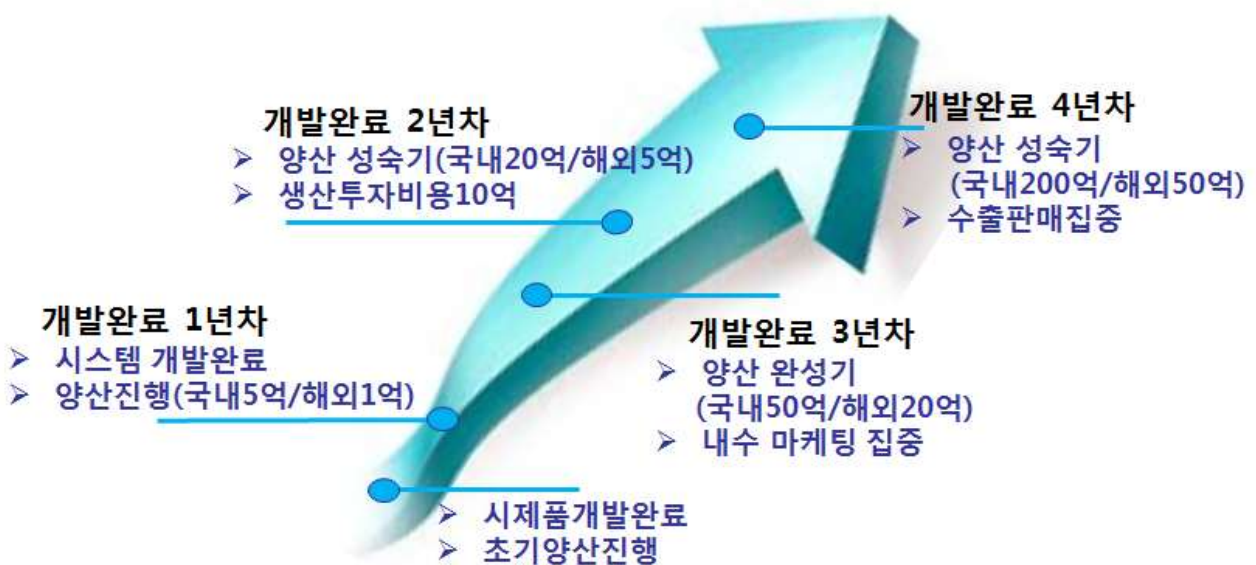 개발완료 2년차
➢ 양산 성숙기(국내20억/해외5억)
➢ 생산투자비용10억
개발완료 4년차
➢ 양산 성숙기
(국내200억/해외50억)
➢ 수출판매집중
개발완료 1년차
➢ 시스템 개발완료
➢ 양산진행(국내5억/해외1억)
개발완료 3년차
➢ 양산 완성기
(국내50억/해외20억)
➢ 내수 마케팅 집중
➢ 시제품개발완료
➢ 초기양산진행